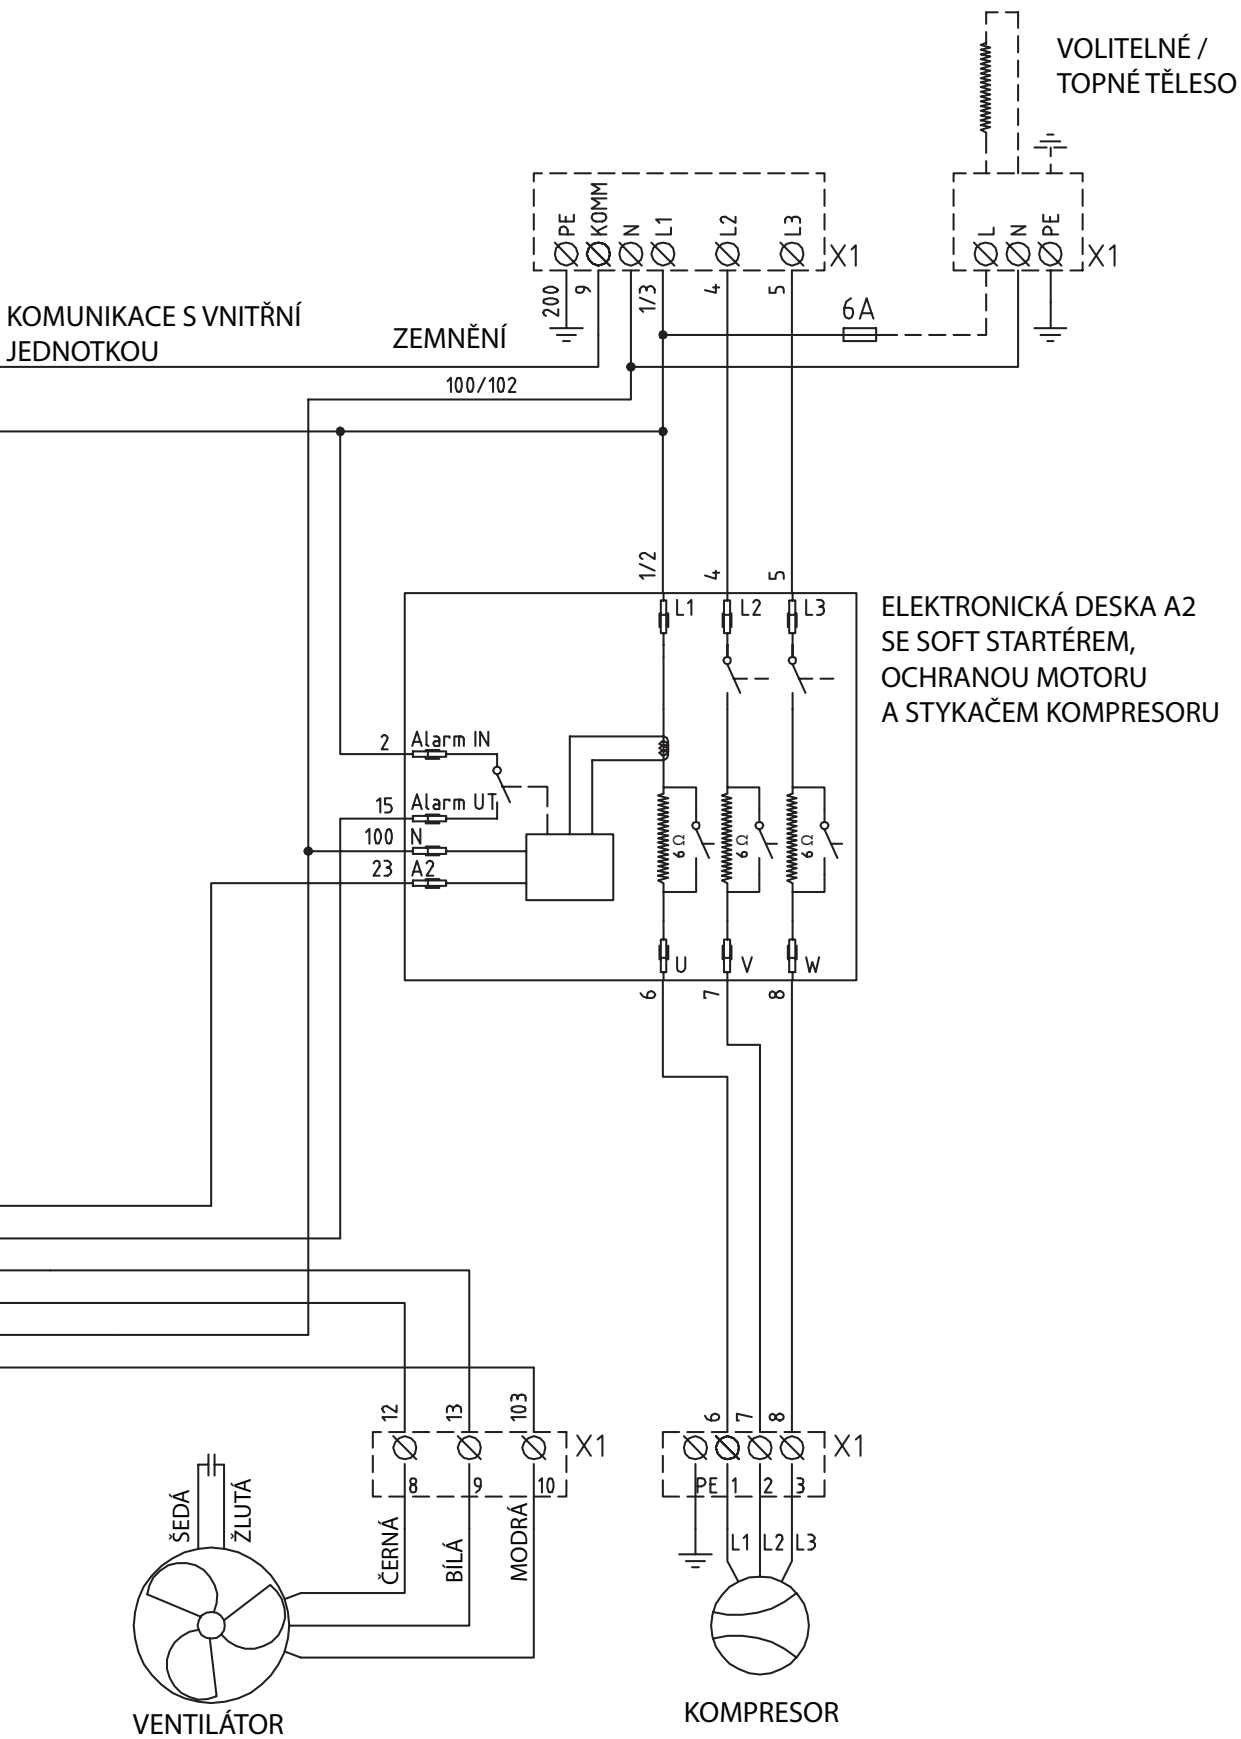 VOLITELNÉ /
TOPNÉ TĚLESO
PE
KOMM
N
L1
L2
L3
X1
L
N
PE
X1
200
9
1/3
4
5
6A
KOMUNIKACE S VNITŘNÍ
JEDNOTKOU
ZEMNĚNÍ
100/102
1/2
4
5
L1
L2
L3
ELEKTRONICKÁ DESKA A2
SE SOFT STARTÉREM,
OCHRANOU MOTORU
A STYKAČEM KOMPRESORU
2
Alarm IN
15
Alarm UT
100
N
23
A2
6 Ω
6 Ω
6 Ω
U
V
W
6
7
8
12
13
103
X1
8
9
10
6
7
8
X1
PE
1
2
3
ŠEDÁ
ŽLUTÁ
ČERNÁ
BÍLÁ
MODRÁ
L1
L2
L3
VENTILÁTOR
KOMPRESOR